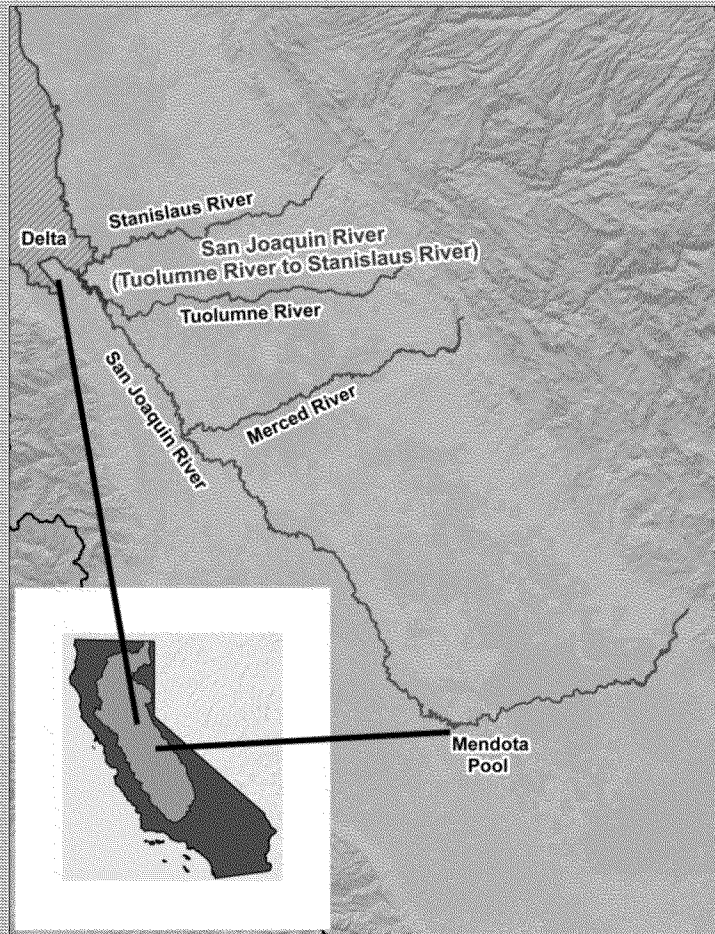 Stanislaus River
Delta
San Joaquin River
(Tuolumne River to Stanislaus River)
Tuolumne River
San Joaquin River
Merced River
Mendota
Pool